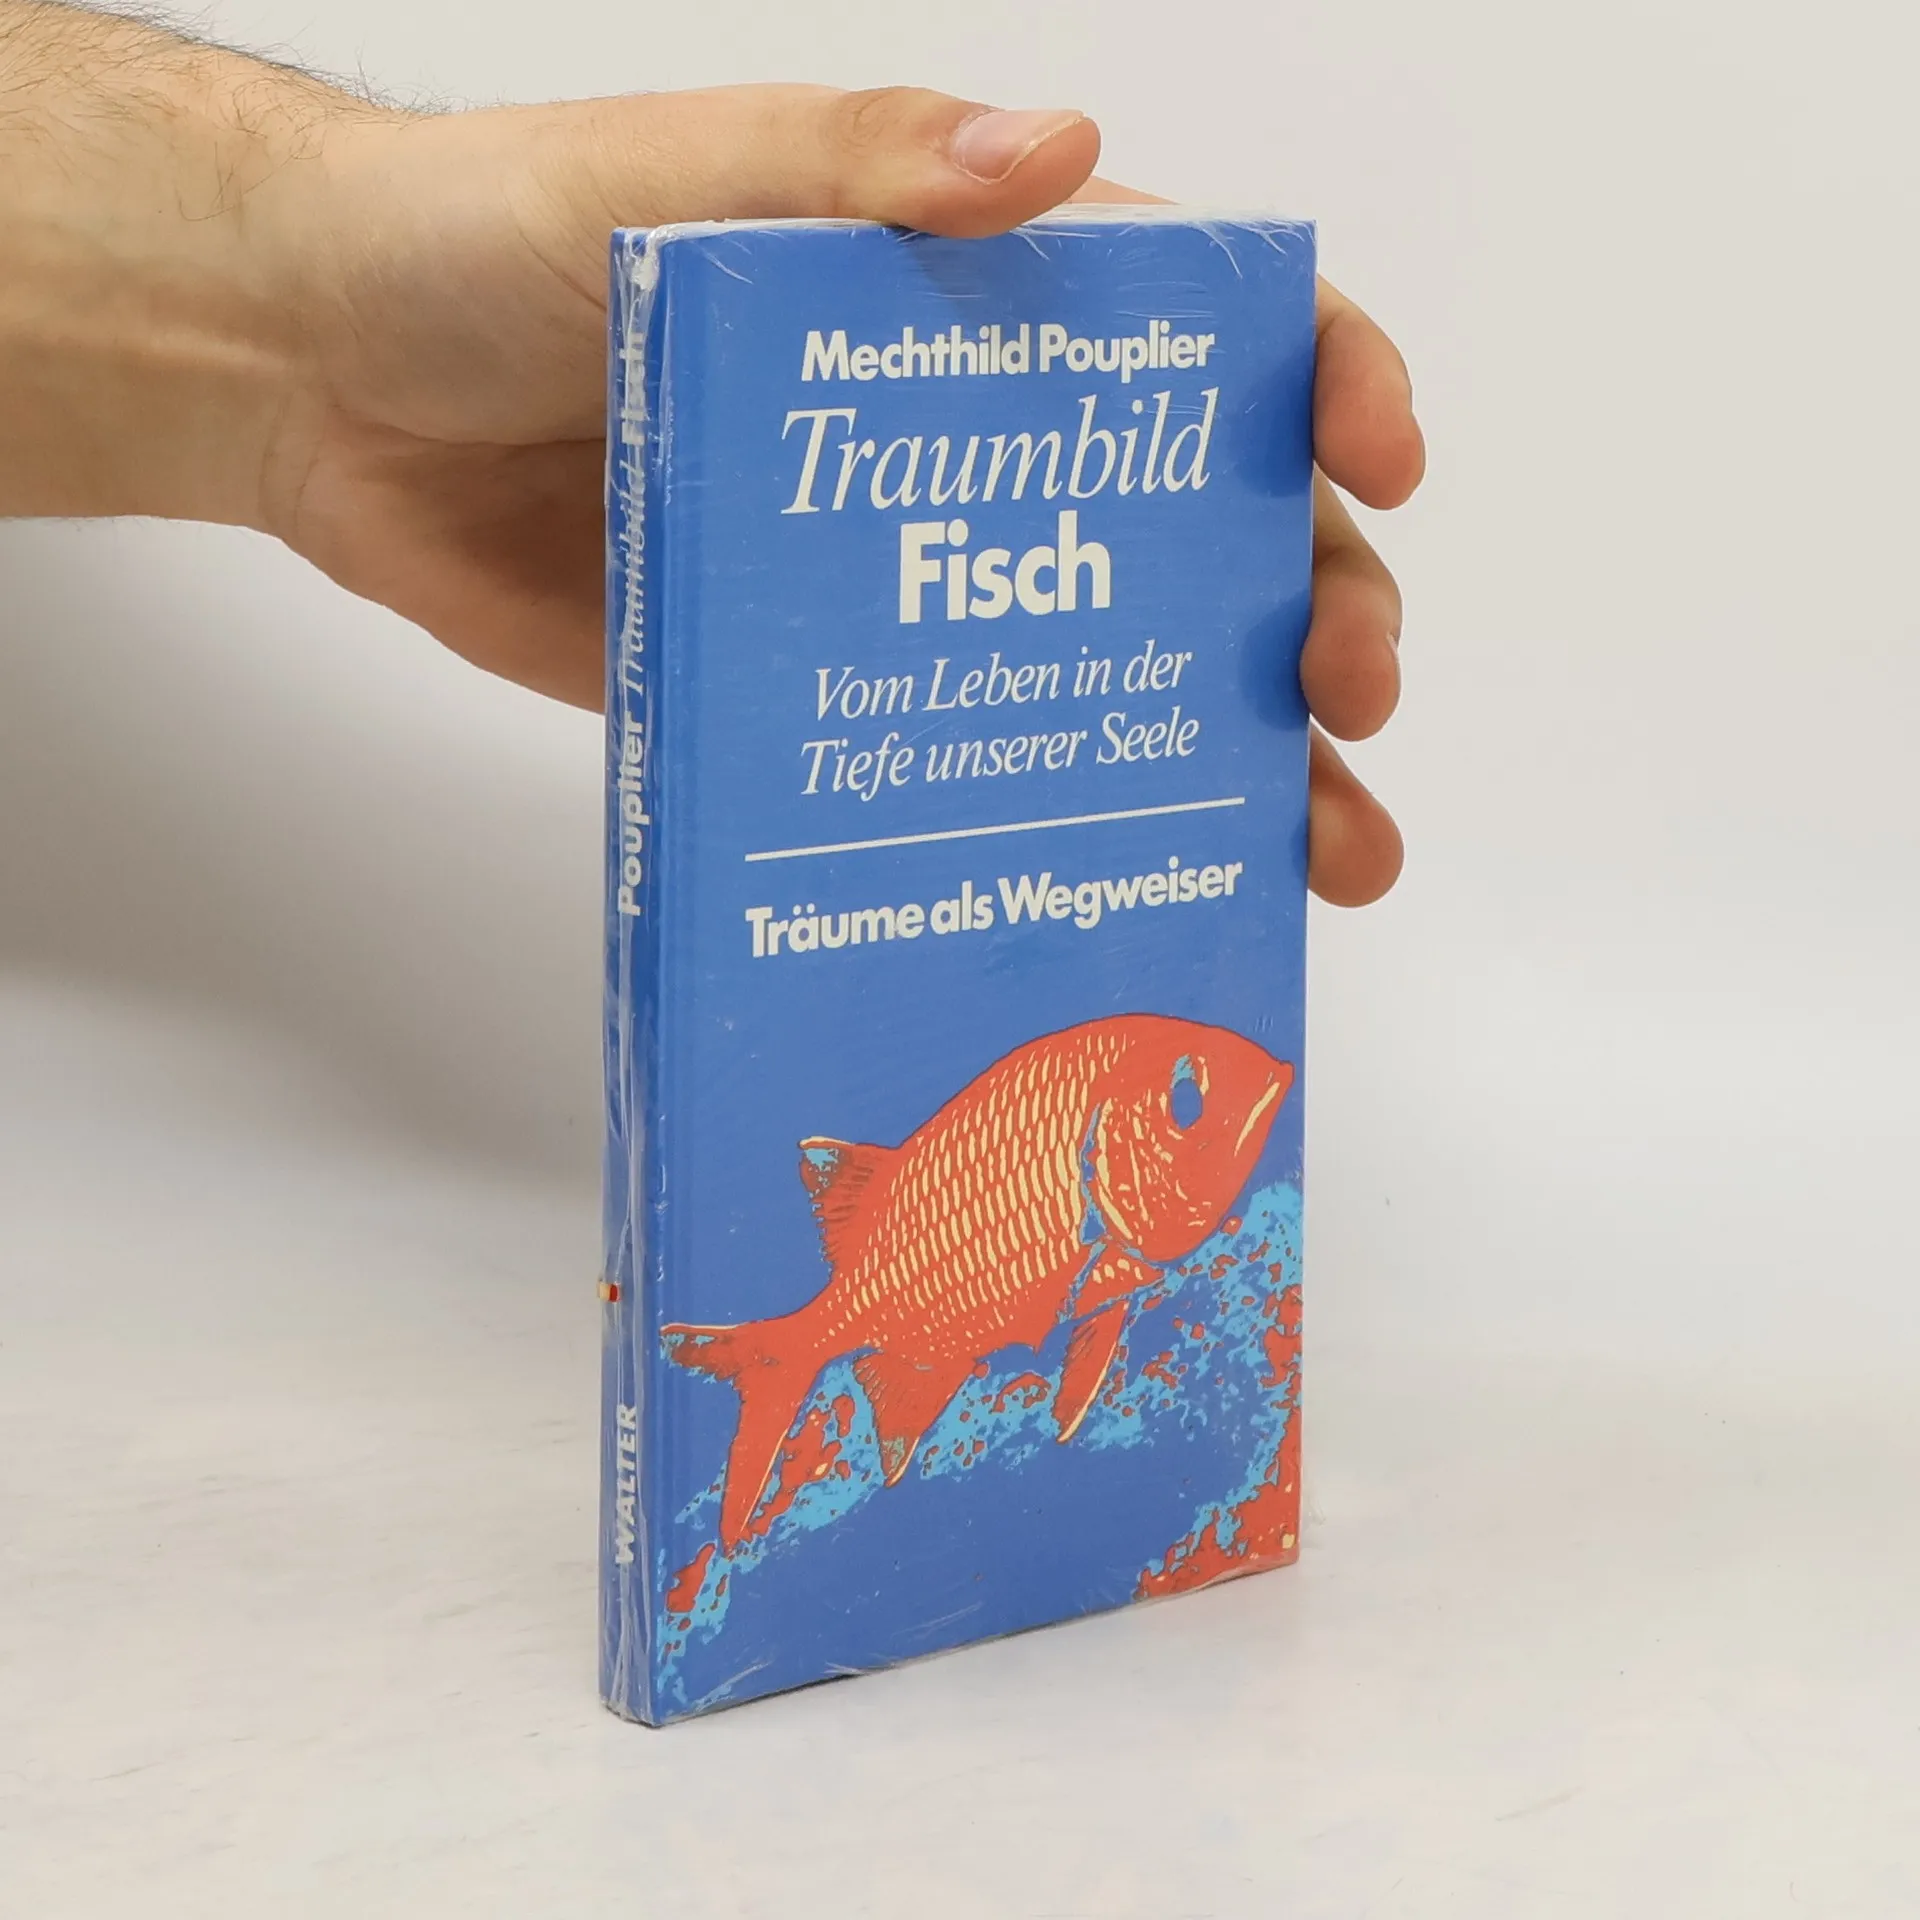 Mechthild Pouplier
Traumbild
Fisch
Vom Leben in der
Tiefe unserer Seele
Träume als Wegweiser
Pouplier Traumbild Fisch
WALTER